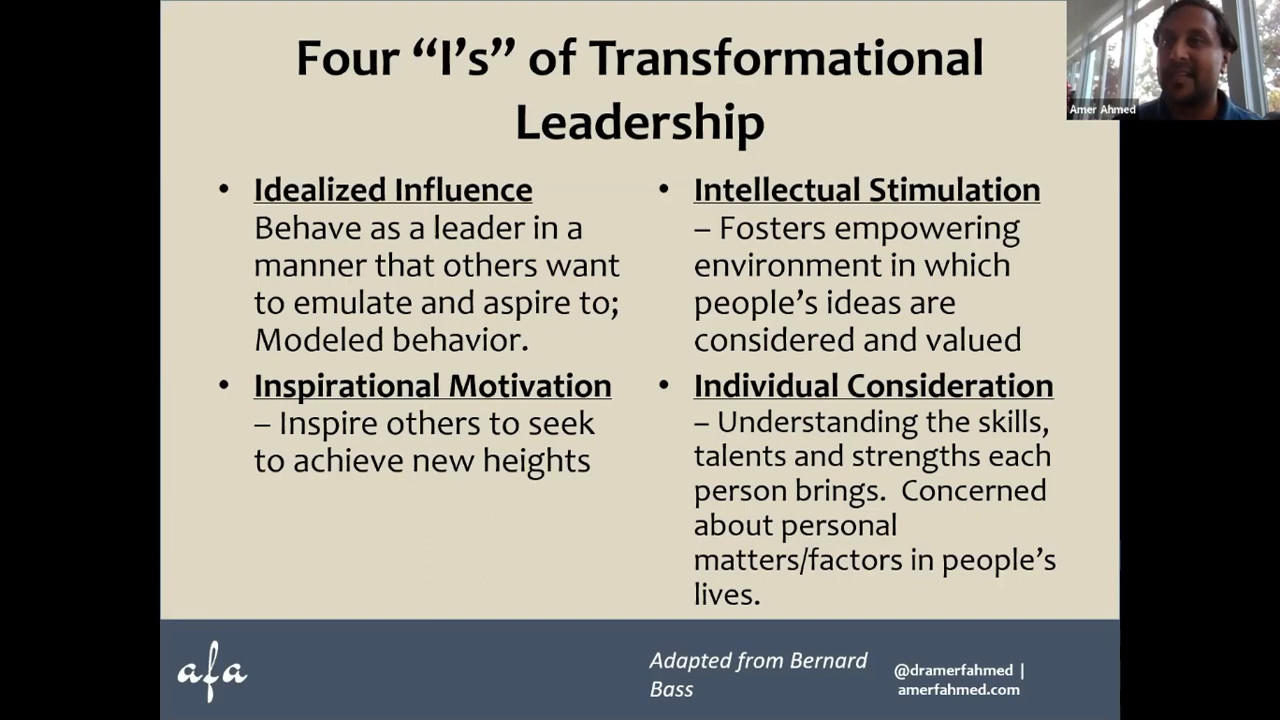 Four “I’s” of Transformational
Leadership
• Idealized Influence
Behave as a leader in a
manner that others want
to emulate and aspire to;
Modeled behavior.
• Inspirational Motivation
– Inspire others to seek
to achieve new heights
• Intellectual Stimulation
– Fosters empowering
environment in which
people’s ideas are
considered and valued
• Individual Consideration
– Understanding the skills,
talents and strengths each
person brings.  Concerned
about personal
matters/factors in people’s
lives.
Amer Ahmed
afa
Adapted from Bernard
Bass
@dramerfahmed |
amerfahmed.com